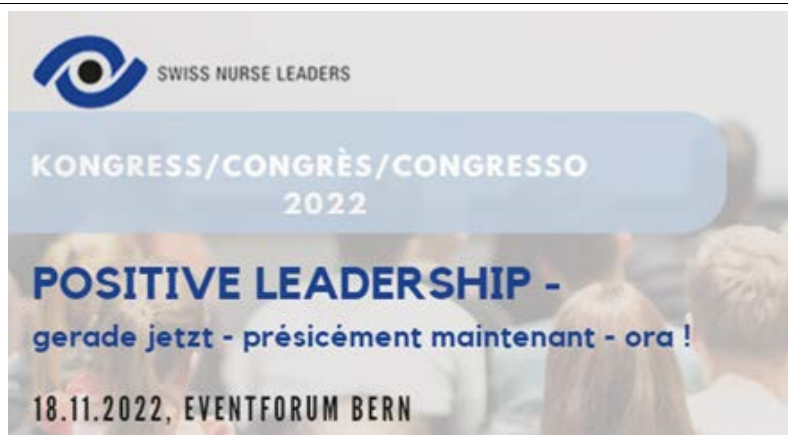 SWISS NURSE LEADERS
KONGRESS/CONGRÈS/CONGRESSO
2022
POSITIVE LEADERSHIP -
gerade jetzt - présicément maintenant - ora !
18.11.2022, EVENTFORUM BERN